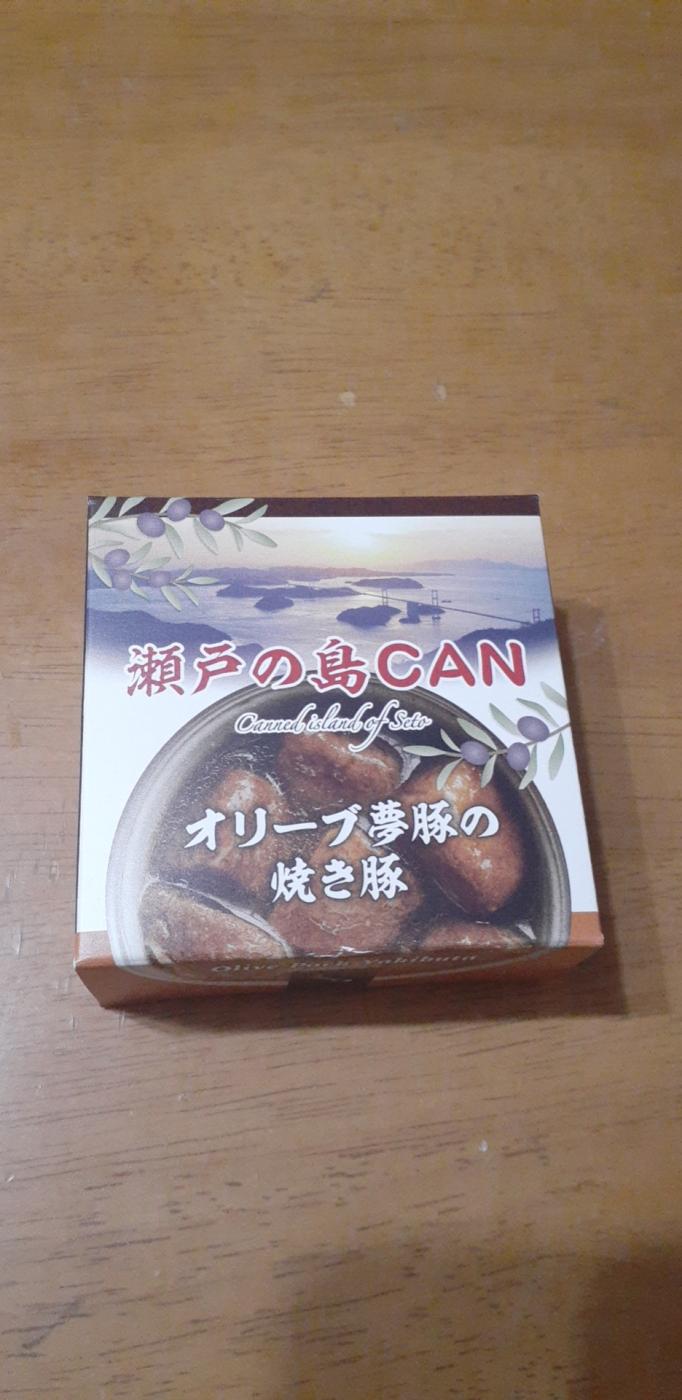 瀬戸の島CAN
Canned island of Seto
オリーブ夢豚の
焼き豚
Olive Pork Yakibuta